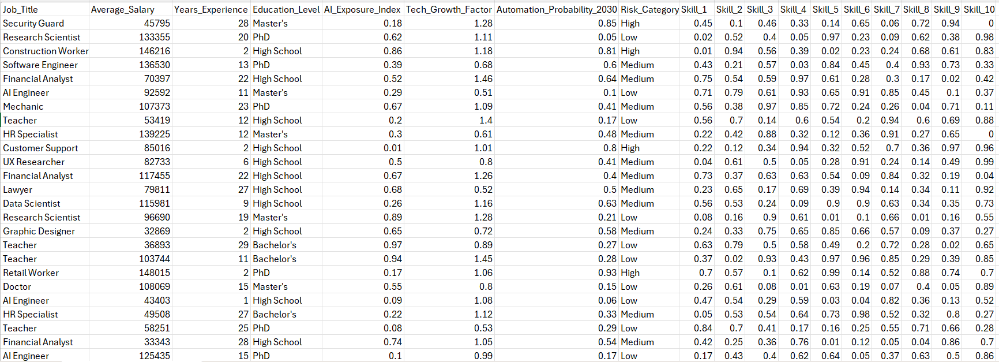 Job_Title Average_Salary Years_Experience Education_Level AI_Exposure_Index Tech_Growth_Factor Automation_Probability_2030 Risk_Category Skill_1 Skill_2 Skill_3 Skill_4 Skill_5 Skill_6 Skill_7 Skill_8 Skill_9 Skill_10
Security Guard 45795 28 Master's 0.18 1.28 0.85 High 0.45 0.1 0.46 0.33 0.14 0.65 0.06 0.72 0.94 0
Research Scientist 133355 20 PhD 0.62 1.11 0.05 Low 0.02 0.52 0.4 0.05 0.97 0.23 0.09 0.62 0.38 0.98
Construction Worker 146216 2 High School 0.86 1.18 0.81 High 0.01 0.94 0.56 0.39 0.02 0.23 0.24 0.68 0.61 0.83
Software Engineer 136530 13 PhD 0.39 0.68 0.6 Medium 0.43 0.21 0.57 0.03 0.84 0.45 0.4 0.93 0.73 0.33
Financial Analyst 70397 22 High School 0.52 1.46 0.64 Medium 0.75 0.54 0.59 0.97 0.61 0.28 0.3 0.17 0.02 0.42
AI Engineer 92592 11 Master's 0.29 0.51 0.1 Low 0.71 0.79 0.61 0.93 0.65 0.91 0.85 0.45 0.1 0.37
Mechanic 107373 23 PhD 0.67 1.09 0.41 Medium 0.56 0.38 0.97 0.85 0.72 0.24 0.26 0.04 0.71 0.11
Teacher 53419 12 High School 0.2 1.4 0.17 Low 0.56 0.7 0.14 0.6 0.54 0.2 0.94 0.6 0.69 0.88
HR Specialist 139225 12 Master's 0.3 0.61 0.48 Medium 0.22 0.42 0.88 0.32 0.12 0.36 0.91 0.27 0.65 0
Customer Support 85016 2 High School 0.01 1.01 0.8 High 0.22 0.12 0.34 0.94 0.32 0.52 0.7 0.36 0.97 0.96
UX Researcher 82733 6 High School 0.5 0.8 0.41 Medium 0.04 0.61 0.5 0.05 0.28 0.91 0.24 0.14 0.49 0.99
Financial Analyst 117455 22 High School 0.67 1.26 0.4 Medium 0.73 0.37 0.63 0.63 0.54 0.09 0.84 0.32 0.19 0.04
Lawyer 79811 27 High School 0.68 0.52 0.5 Medium 0.23 0.65 0.17 0.69 0.39 0.94 0.14 0.34 0.11 0.92
Data Scientist 115981 9 High School 0.26 1.16 0.63 Medium 0.56 0.53 0.24 0.09 0.9 0.9 0.63 0.34 0.35 0.73
Research Scientist 96690 19 Master's 0.89 1.28 0.21 Low 0.08 0.16 0.9 0.61 0.01 0.1 0.66 0.01 0.16 0.55
Graphic Designer 32869 2 High School 0.65 0.72 0.58 Medium 0.24 0.33 0.75 0.65 0.85 0.66 0.57 0.09 0.37 0.27
Teacher 36893 29 Bachelor's 0.97 0.89 0.27 Low 0.63 0.79 0.5 0.58 0.49 0.2 0.72 0.28 0.02 0.65
Teacher 103744 11 Bachelor's 0.94 1.45 0.28 Low 0.37 0.02 0.93 0.43 0.97 0.96 0.85 0.29 0.39 0.85
Retail Worker 148015 2 PhD 0.17 1.06 0.93 High 0.7 0.57 0.1 0.62 0.99 0.14 0.52 0.88 0.74 0.7
Doctor 108069 15 Master's 0.55 0.8 0.15 Low 0.26 0.61 0.08 0.01 0.63 0.19 0.07 0.4 0.05 0.89
AI Engineer 43403 1 High School 0.09 1.08 0.06 Low 0.47 0.54 0.29 0.59 0.03 0.04 0.82 0.36 0.13 0.52
HR Specialist 49508 27 Bachelor's 0.22 1.12 0.33 Medium 0.05 0.53 0.54 0.64 0.73 0.98 0.52 0.32 0.8 0.27
Teacher 58251 25 PhD 0.08 0.53 0.29 Low 0.84 0.7 0.41 0.17 0.16 0.25 0.55 0.71 0.66 0.28
Financial Analyst 33343 28 High School 0.74 1.05 0.54 Medium 0.42 0.25 0.36 0.76 0.01 0.12 0.05 0.04 0.86 0.7
AI Engineer 125435 15 PhD 0.1 0.99 0.17 Low 0.17 0.43 0.4 0.62 0.64 0.05 0.37 0.63 0.5 0.86